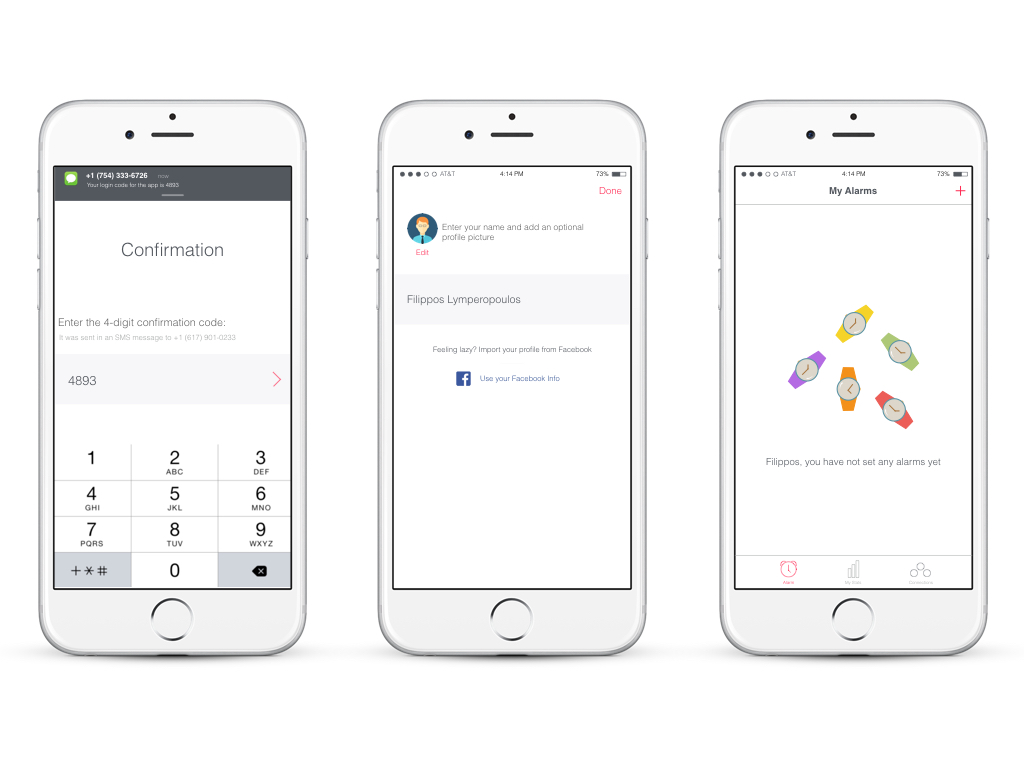 +1 (754) 333-6726 now
Your login code for the app is 4893
Confirmation
Enter the 4-digit confirmation code:
It was sent in an SMS message to +1 (617) 901-0233
4893
1
2
ABC
3
DEF
4
GHI
5
JKL
6
MNO
7
PQRS
8
TUV
9
WXYZ
+*#
0
AT&T 4:14 PM 73%
Done
Enter your name and add an optional
profile picture
Edit
Filippos Lymperopoulos
Feeling lazy? Import your profile from Facebook
f
Use your Facebook Info
AT&T 4:14 PM 73%
My Alarms +
Filippos, you have not set any alarms yet
Alarm
Connections